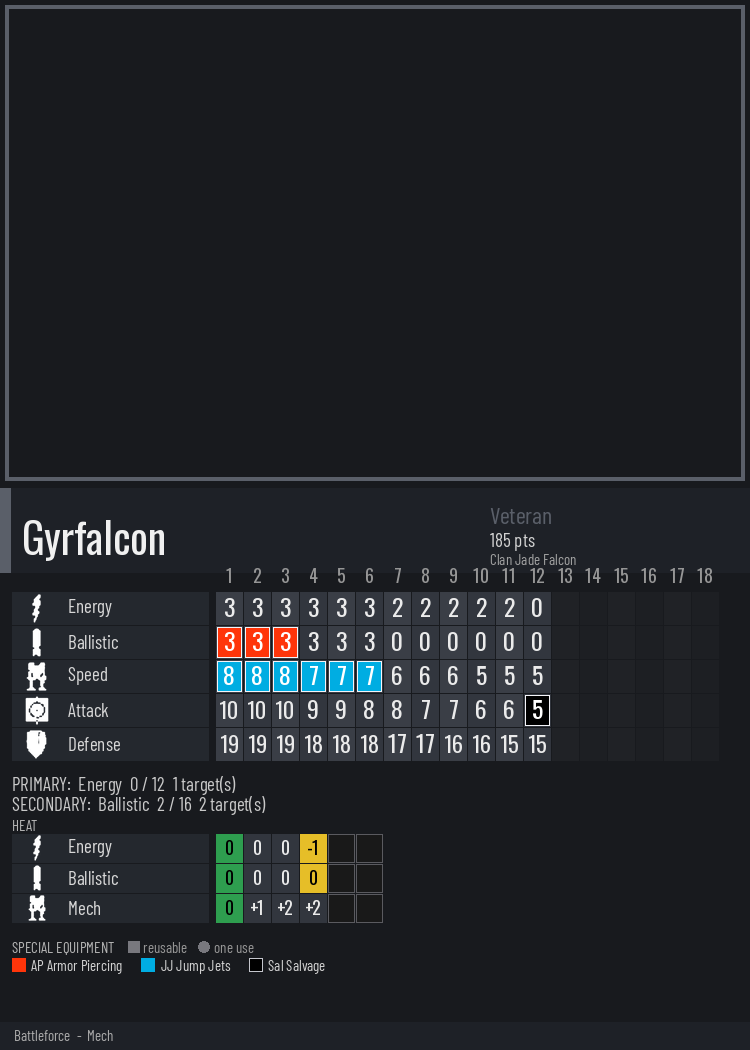 Gyrfalcon
Veteran
185 pts
Clan Jade Falcon
1 2 3 4 5 6 7 8 9 10 11 12 13 14 15 16 17 18
Energy 3 3 3 3 3 3 2 2 2 2 2 0
Ballistic 3 3 3 3 3 3 0 0 0 0 0 0
Speed 8 8 8 7 7 7 6 6 6 5 5 5
Attack 10 10 10 9 9 8 8 7 7 6 6 5
Defense 19 19 19 18 18 18 17 17 16 16 15 15
PRIMARY: Energy 0 / 12 1 target(s)
SECONDARY: Ballistic 2 / 16 2 target(s)
HEAT
Energy 0 0 0 -1
Ballistic 0 0 0 0
Mech 0 +1 +2 +2
SPECIAL EQUIPMENT reusable one use
AP Armor Piercing JJ Jump Jets Sal Salvage
Battleforce - Mech